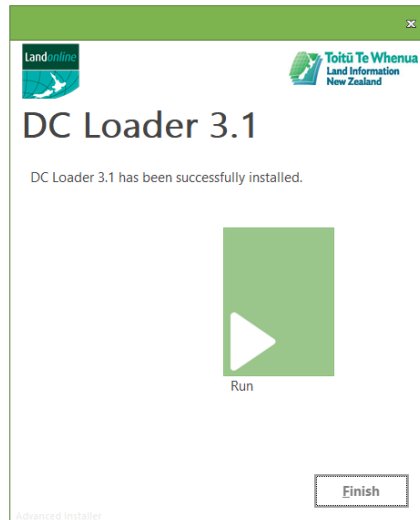 Landonline
Toitū Te Whenua
Land Information
New Zealand
DC Loader 3.1
DC Loader 3.1 has been successfully installed.
Run
Finish
Advanced Installer